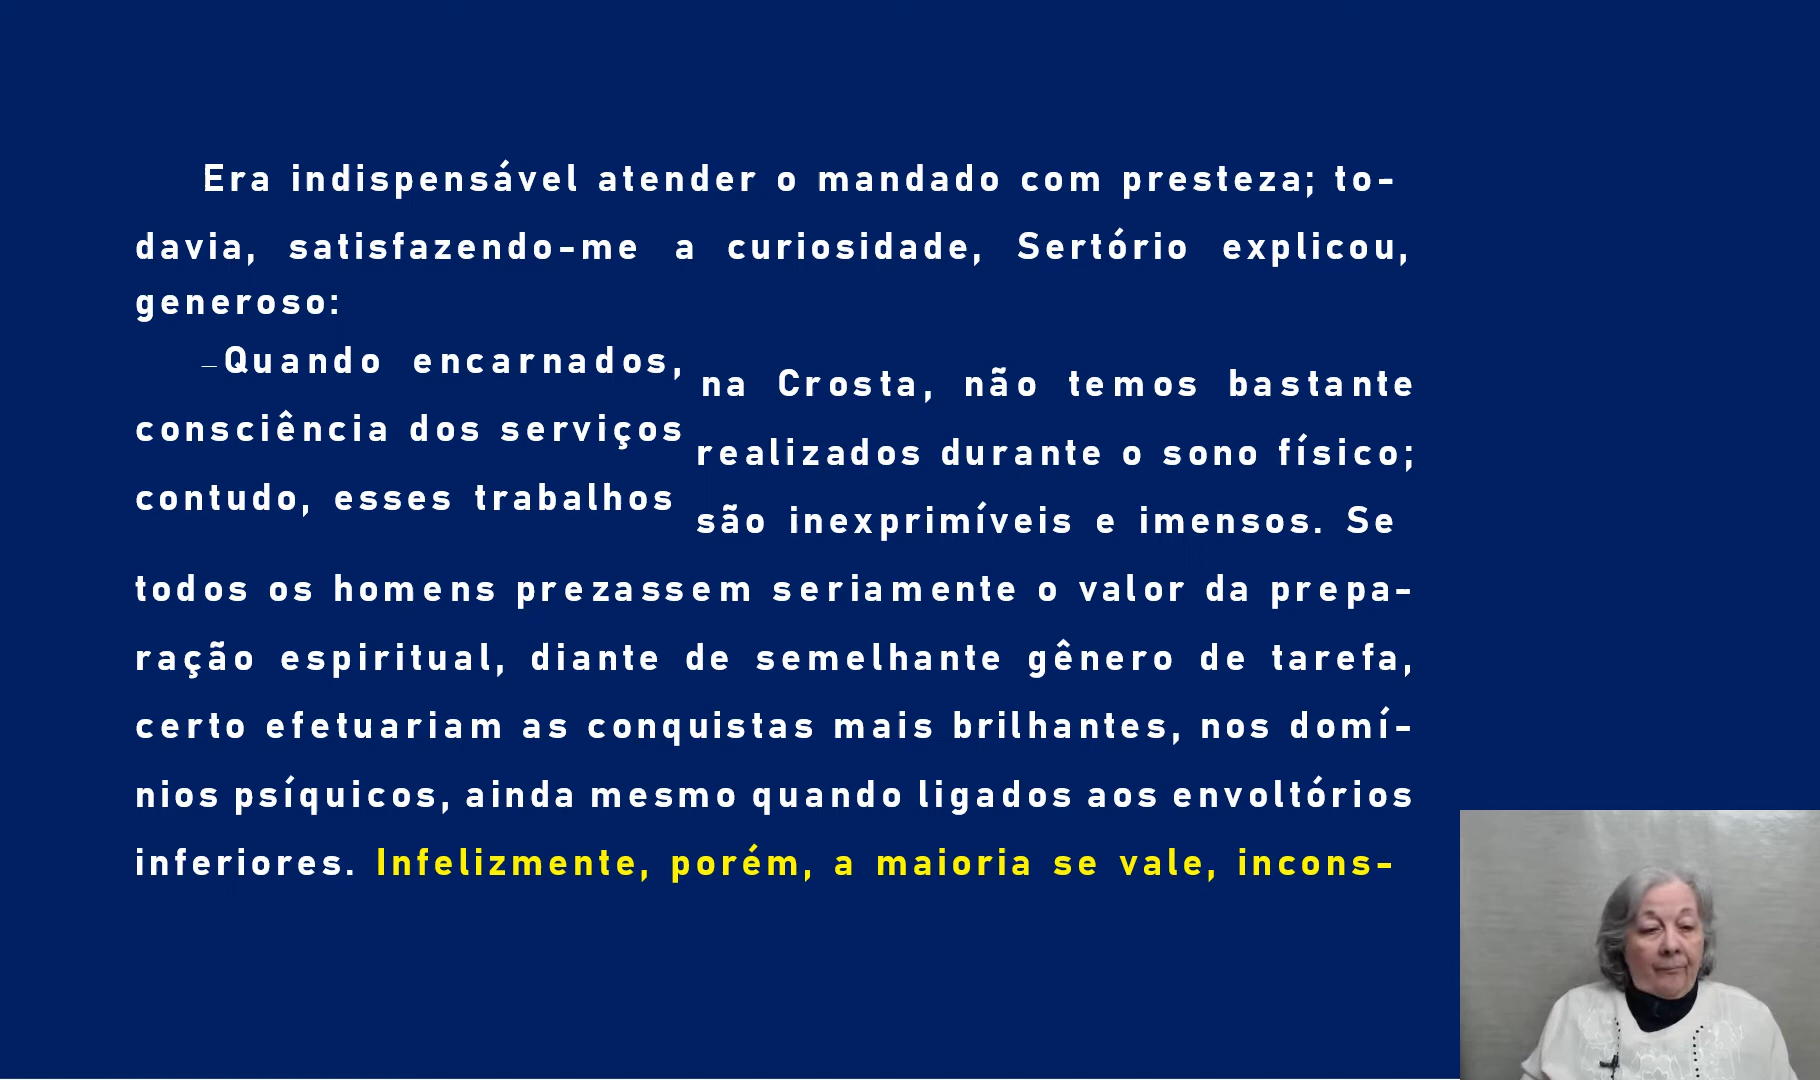 Era indispensável atender o mandado com presteza; to-
davia, satisfazendo-me a curiosidade, Sertório explicou,
generoso:
–Quando encarnados, na Crosta, não temos bastante
consciência dos serviços realizados durante o sono físico;
contudo, esses trabalhos são inexprimíveis e imensos. Se
todos os homens prezassem seriamente o valor da prepa-
ração espiritual, diante de semelhante gênero de tarefa,
certo efetuariam as conquistas mais brilhantes, nos domí-
nios psíquicos, ainda mesmo quando ligados aos envoltórios
inferiores. Infelizmente, porém, a maioria se vale, incons-